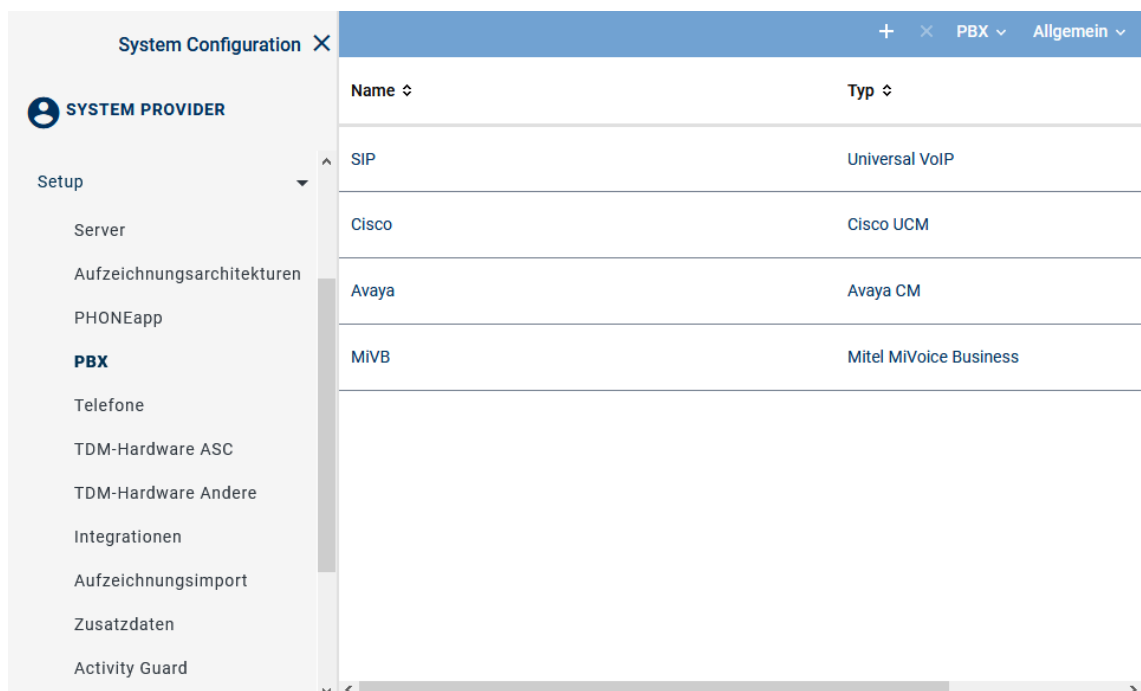 System Configuration
SYSTEM PROVIDER
Setup
Server
Aufzeichnungsarchitekturen
PHONEapp
PBX
Telefone
TDM-Hardware ASC
TDM-Hardware Andere
Integrationen
Aufzeichnungsimport
Zusatzdaten
Activity Guard
PBX Allgemein
Name Typ
SIP Universal VoIP
Cisco Cisco UCM
Avaya Avaya CM
MiVB Mitel MiVoice Business